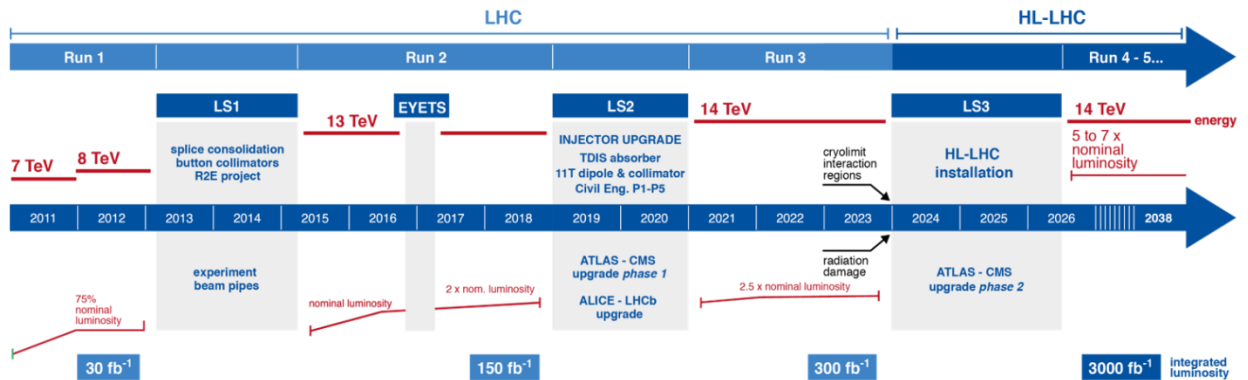 LHC
HL-LHC
Run 1
Run 2
Run 3
Run 4 - 5...
LS1
EYETS
LS2
LS3
13 TeV
14 TeV
14 TeV
energy
7 TeV
8 TeV
splice consolidation
button collimators
R2E project
INJECTOR UPGRADE
TDIS absorber
11T dipole & collimator
Civil Eng. P1-P5
cryolimit
interaction
regions
HL-LHC
installation
5 to 7 x
nominal
luminosity
2011
2012
2013
2014
2015
2016
2017
2018
2019
2020
2021
2022
2023
2024
2025
2026
2038
75%
nominal
luminosity
experiment
beam pipes
nominal luminosity
2 x nom. luminosity
ATLAS - CMS
upgrade phase 1
ALICE - LHCb
upgrade
2.5 x nominal luminosity
radiation
damage
ATLAS - CMS
upgrade phase 2
30 fb⁻¹
150 fb⁻¹
300 fb⁻¹
3000 fb⁻¹
integrated
luminosity